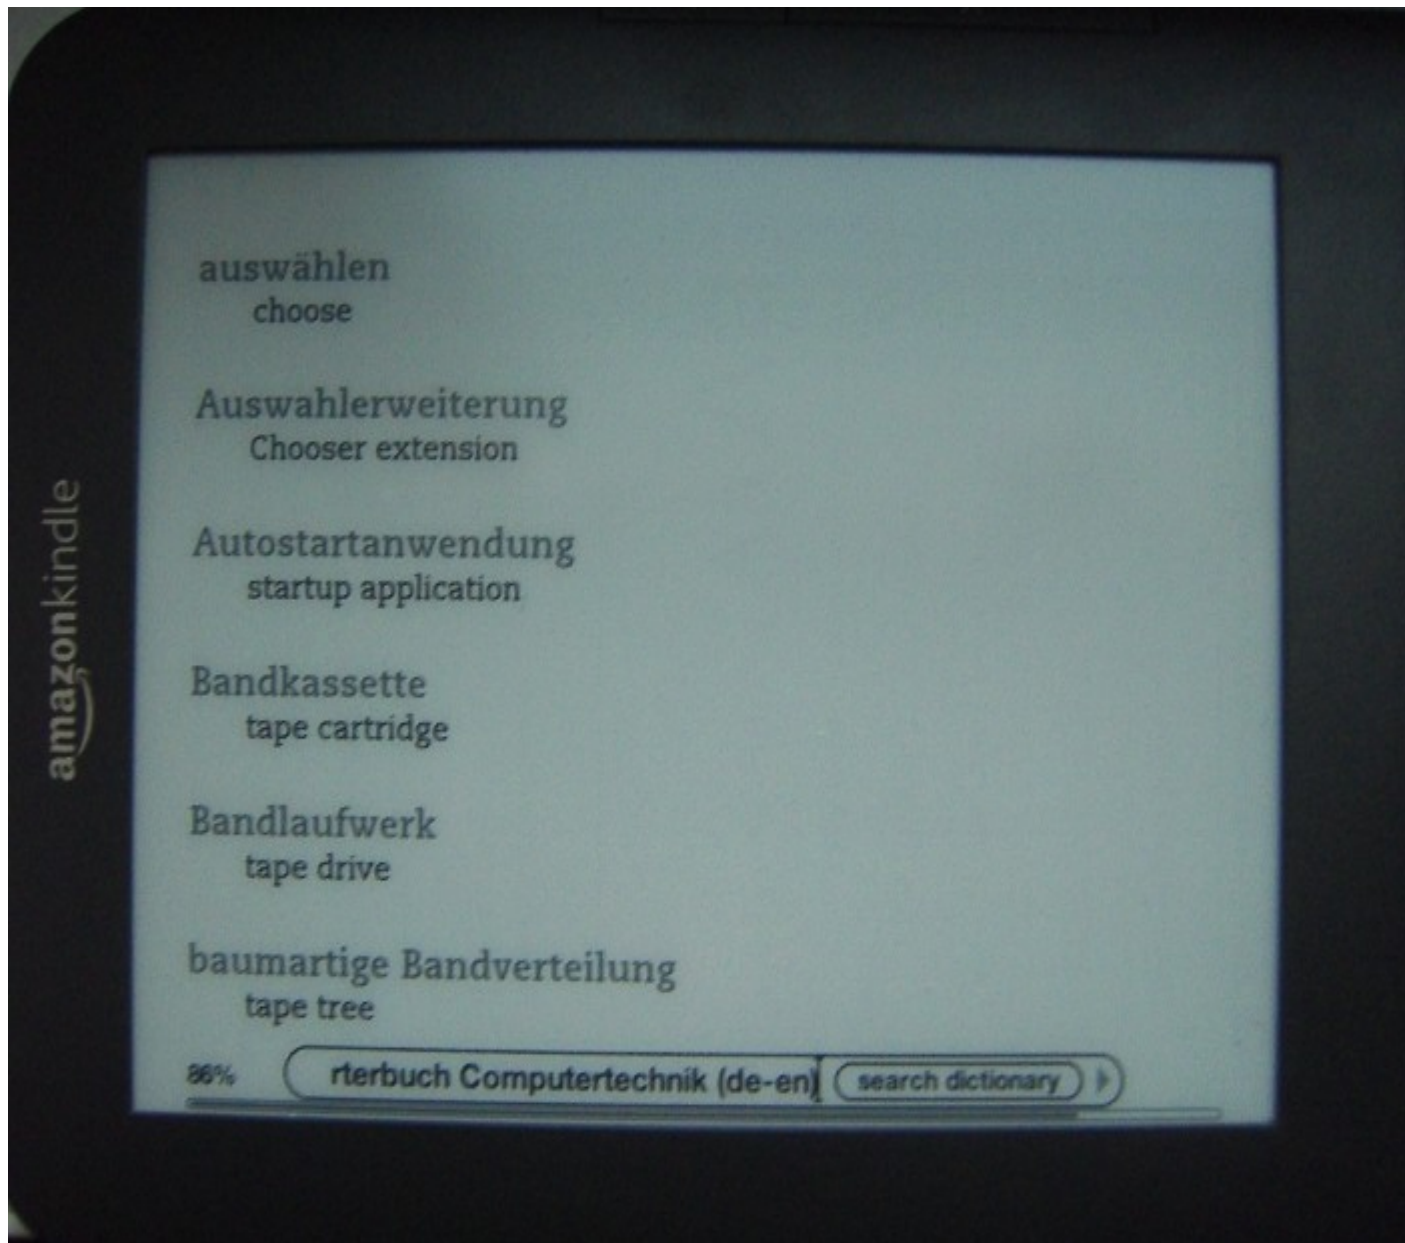 amazonkindle
auswählen
choose
Auswahlerweiterung
Chooser extension
Autostartanwendung
startup application
Bandkassette
tape cartridge
Bandlaufwerk
tape drive
baumartige Bandverteilung
tape tree
86% rterbuch Computertechnik (de-en) search dictionary